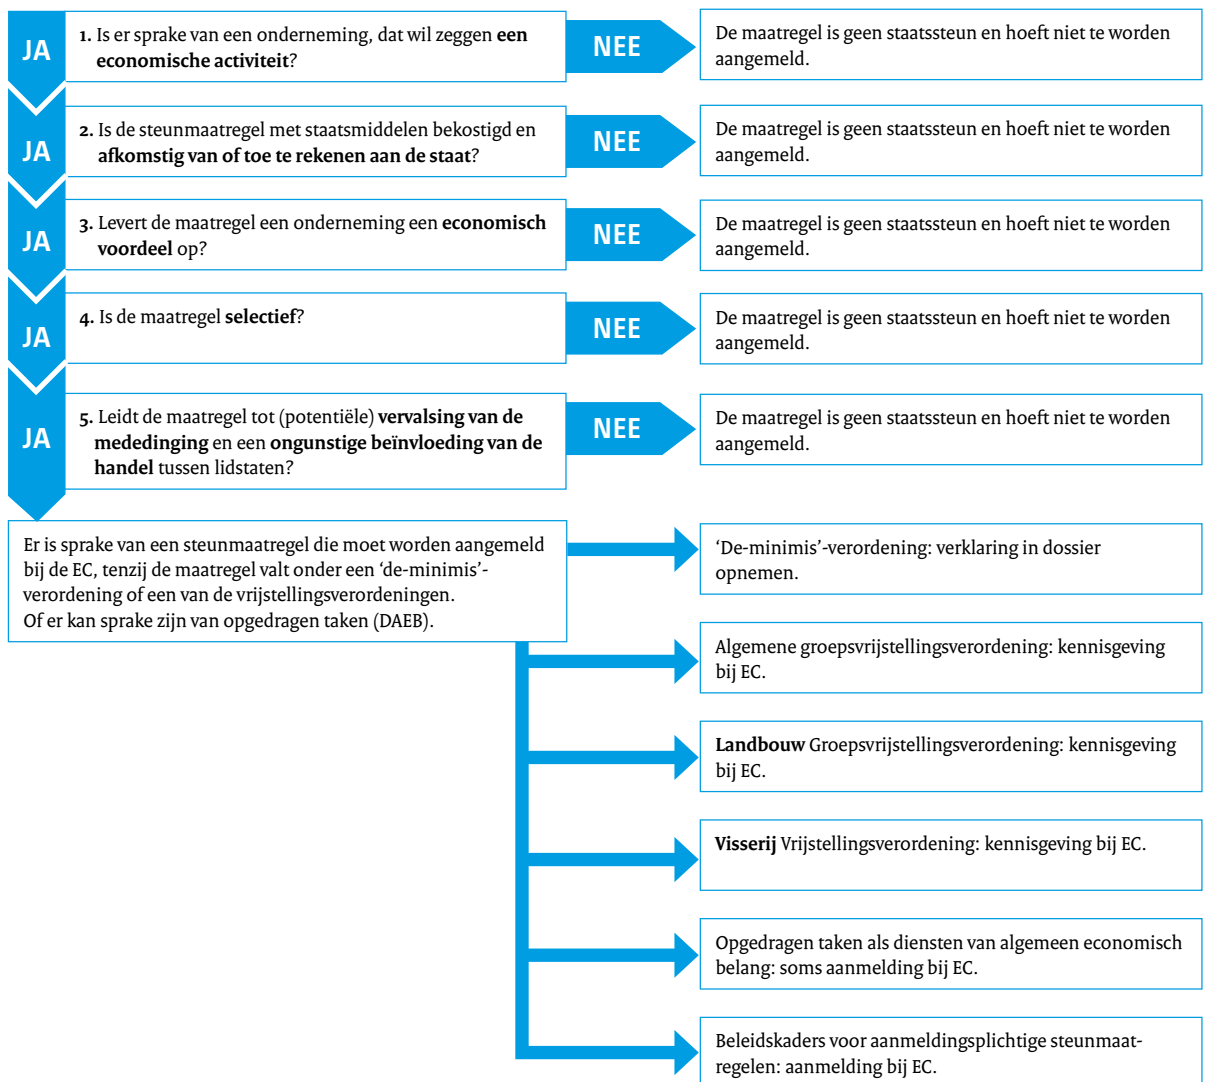 JA
1. Is er sprake van een onderneming, dat wil zeggen een
economische activiteit?
NEE
De maatregel is geen staatssteun en hoeft niet te worden
aangemeld.
JA
2. Is de steunmaatregel met staatsmiddelen bekostigd en
afkomstig van of toe te rekenen aan de staat?
NEE
De maatregel is geen staatssteun en hoeft niet te worden
aangemeld.
JA
3. Levert de maatregel een onderneming een economisch
voordeel op?
NEE
De maatregel is geen staatssteun en hoeft niet te worden
aangemeld.
JA
4. Is de maatregel selectief?
NEE
De maatregel is geen staatssteun en hoeft niet te worden
aangemeld.
JA
5. Leidt de maatregel tot (potentiële) vervalsing van de
mededinging en een ongunstige beïnvloeding van de
handel tussen lidstaten?
NEE
De maatregel is geen staatssteun en hoeft niet te worden
aangemeld.
Er is sprake van een steunmaatregel die moet worden aangemeld
bij de EC, tenzij de maatregel valt onder een ‘de-minimis’-
verordening of een van de vrijstellingsverordeningen.
Of er kan sprake zijn van opgedragen taken (DAEB).
‘De-minimis’-verordening: verklaring in dossier
opnemen.
Algemene groepsvrijstellingsverordening: kennisgeving
bij EC.
Landbouw Groepsvrijstellingsverordening: kennisgeving
bij EC.
Visserij Vrijstellingsverordening: kennisgeving bij EC.
Opgedragen taken als diensten van algemeen economisch
belang: soms aanmelding bij EC.
Beleidskaders voor aanmeldingsplichtige steunmaat-
regelen: aanmelding bij EC.